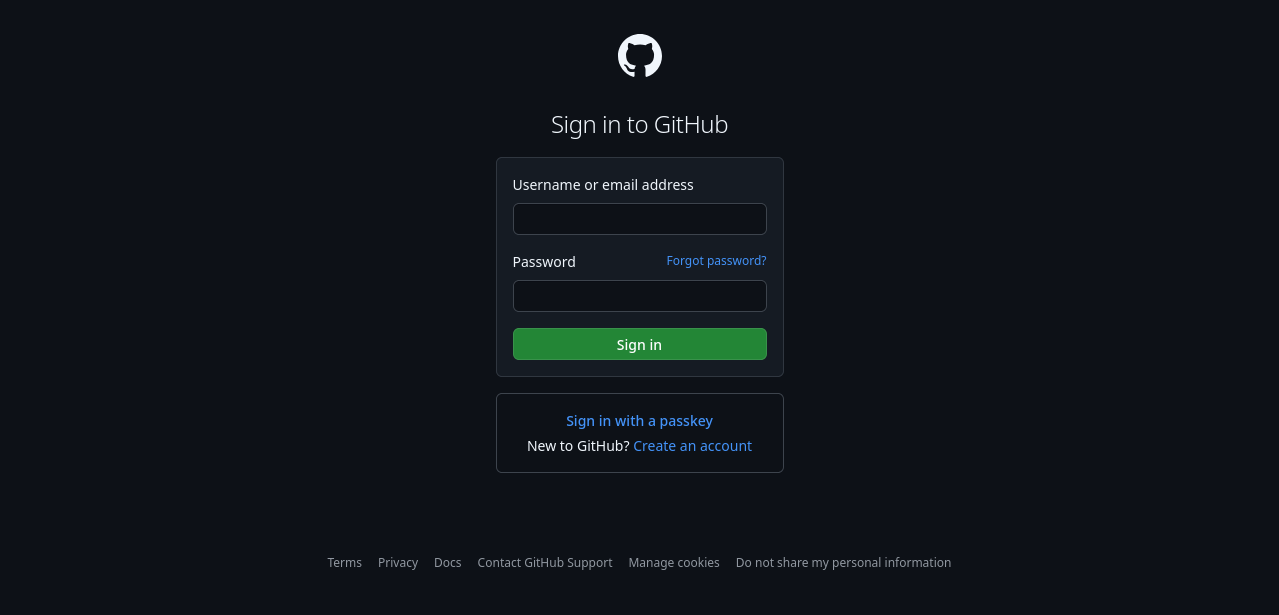 Sign in to GitHub
Username or email address
Password Forgot password?
Sign in
Sign in with a passkey
New to GitHub? Create an account
Terms Privacy Docs Contact GitHub Support Manage cookies Do not share my personal information